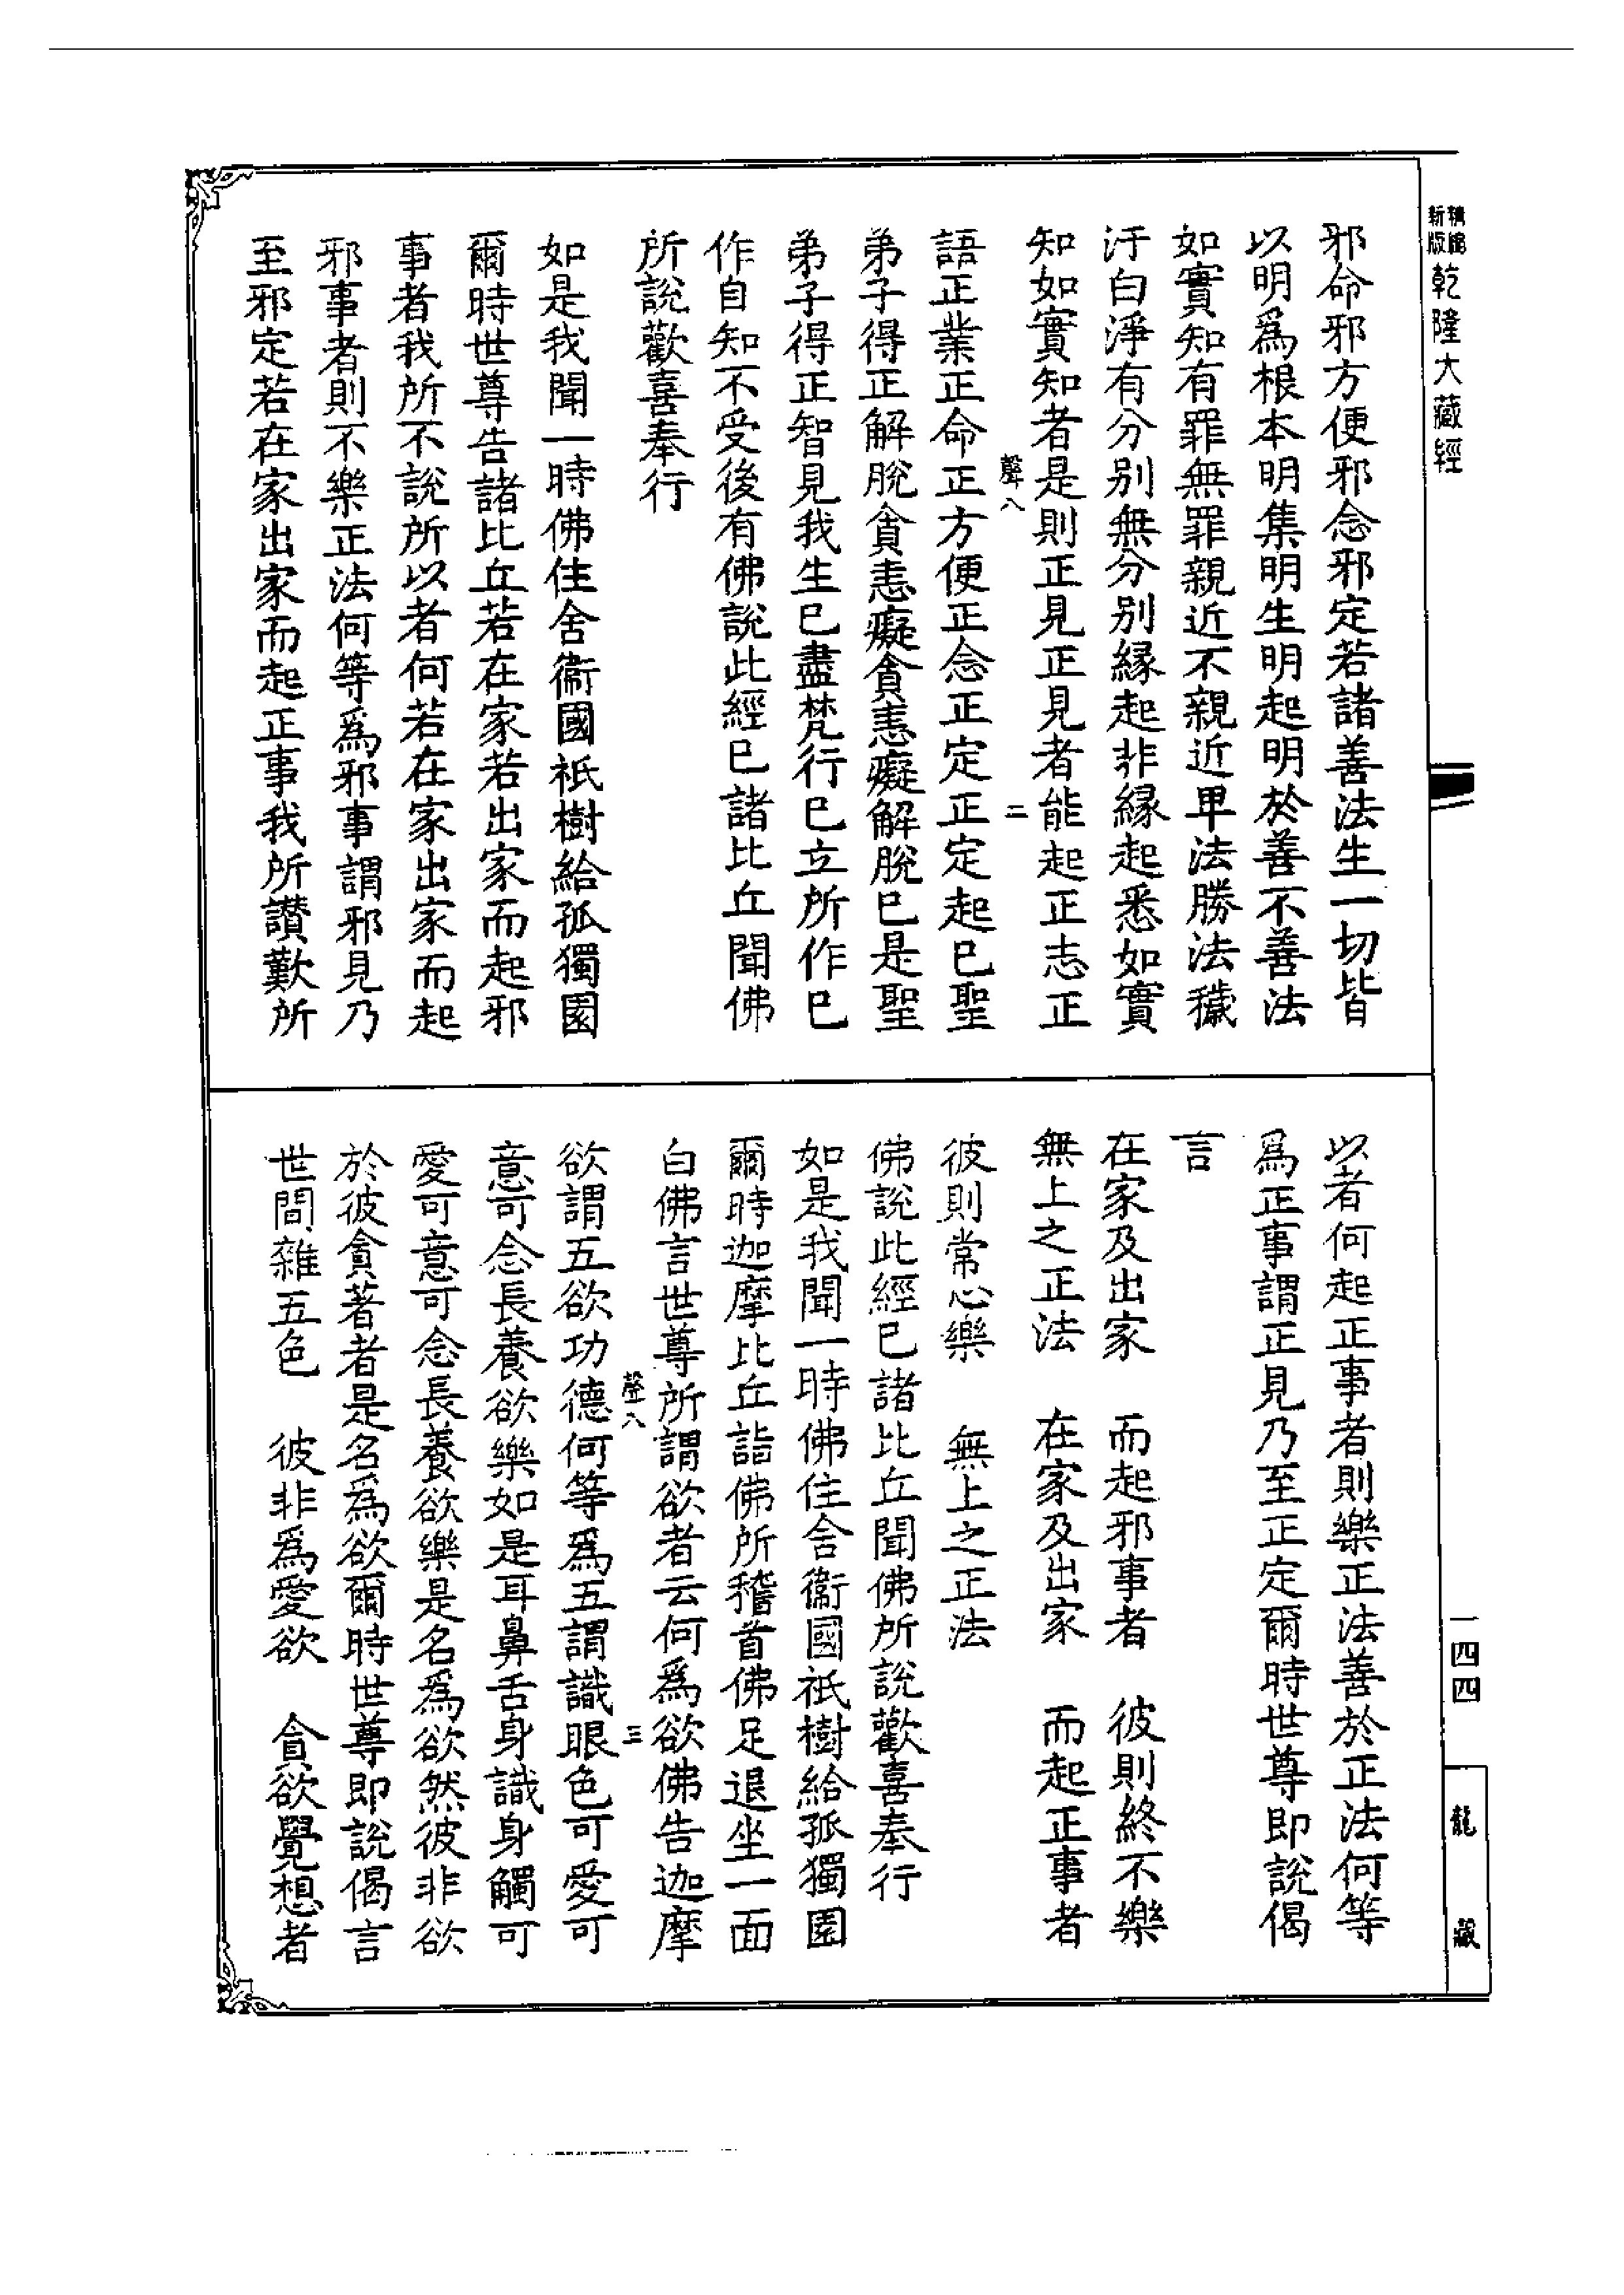 精編
新版
乾隆大藏經
邪命邪方便邪念邪定若諸善法生一切皆
以明爲根本明集明生明起明於善不善法
如實知有罪無罪親近不親近卑法勝法穢
汙白淨有分別無分別緣起非緣起悉如實
知如實知者是則正見正見者能起正志正
聲八
二
語正業正命正方便正念正定正定起已聖
弟子得正解脫貪恚癡貪恚癡解脫已是聖
弟子得正智見我生已盡梵行已立所作已
作自知不受後有佛說此經已諸比丘聞佛
所說歡喜奉行
如是我聞一時佛住舍衞國祇樹給孤獨園
爾時世尊告諸比丘若在家若出家而起邪
事者我所不說所以者何若在家出家而起
邪事者則不樂正法何等爲邪事謂邪見乃
至邪定若在家出家而起正事我所讚歎所
以者何起正事者則樂正法善於正法何等
爲正事謂正見乃至正定爾時世尊即說偈
言
在家及出家　而起邪事者　彼則終不樂
無上之正法　在家及出家　而起正事者
彼則常心樂　無上之正法
佛說此經已諸比丘聞佛所說歡喜奉行
如是我聞一時佛住舍衞國祇樹給孤獨園
爾時迦摩比丘詣佛所稽首佛足退坐一面
白佛言世尊所謂欲者云何爲欲佛告迦摩
聲八
三
欲謂五欲功德何等爲五謂識眼色可愛可
意可念長養欲樂如是耳鼻舌身識身觸可
愛可意可念長養欲樂是名爲欲然彼非欲
於彼貪著者是名爲欲爾時世尊即說偈言
世間雜五色　彼非爲愛欲　貪欲覺想者
一四四
龍藏